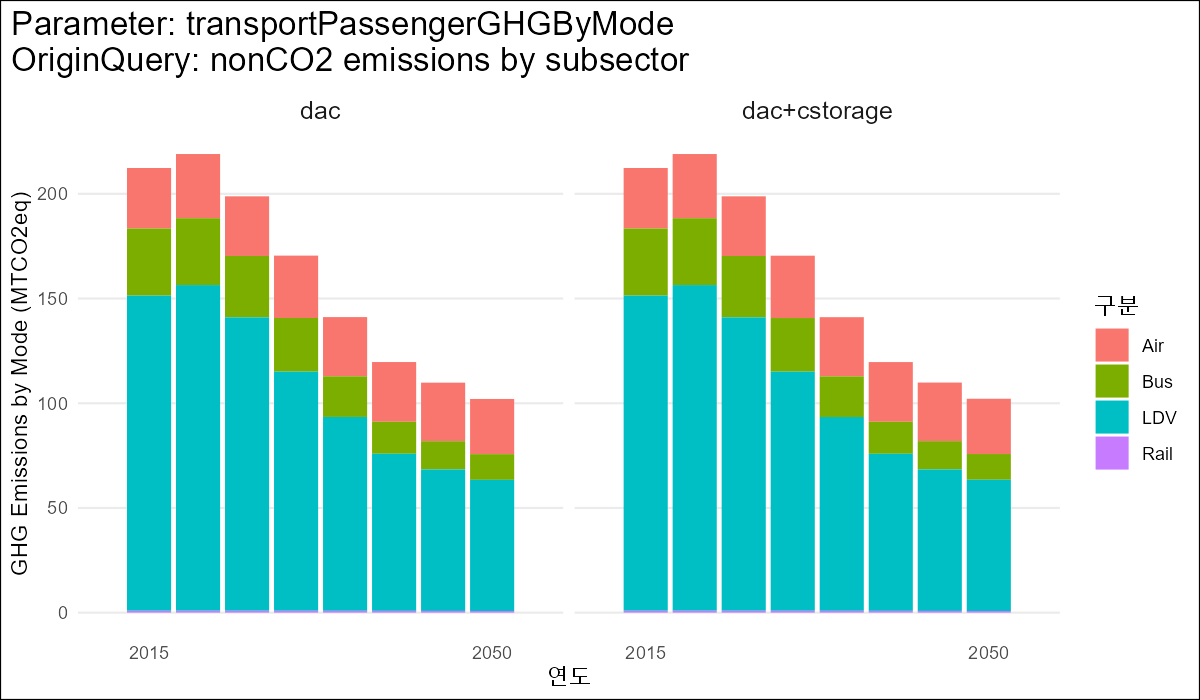 Parameter: transportPassengerGHGByMode
OriginQuery: nonCO2 emissions by subsector
dac
dac+cstorage
GHG Emissions by Mode (MTCO2eq)
200
150
100
50
0
2015
2050
2015
2050
연도
구분
Air
Bus
LDV
Rail